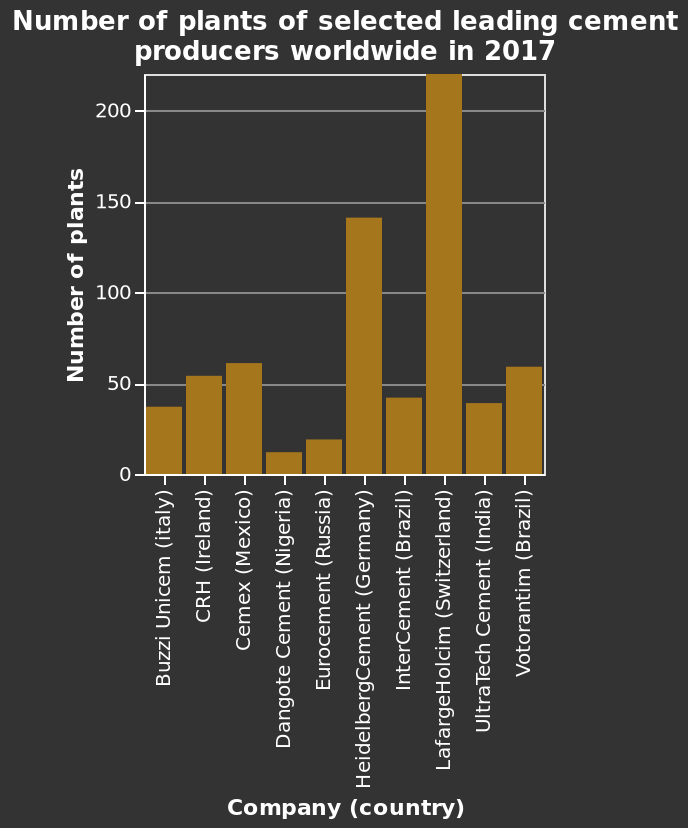 Number of plants of selected leading cement
producers worldwide in 2017
Number of plants
200
150
100
50
0
Buzzi Unicem (italy)
CRH (Ireland)
Cemex (Mexico)
Dangote Cement (Nigeria)
Eurocement (Russia)
HeidelbergCement (Germany)
InterCement (Brazil)
LafargeHolcim (Switzerland)
UltraTech Cement (India)
Votorantim (Brazil)
Company (country)